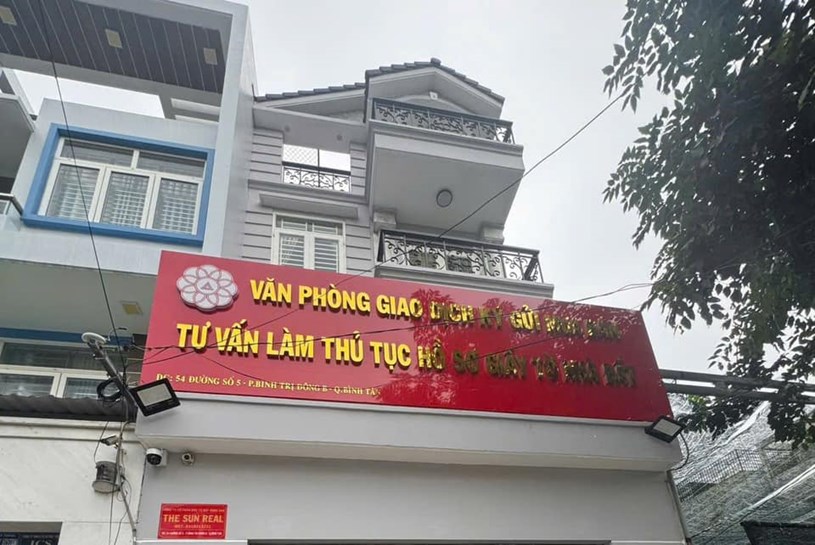 VĂN PHÒNG GIAO DỊCH KÝ GỬI NHÀ ĐẤT
TƯ VẤN LÀM THỦ TỤC HỒ SƠ GIẤY TỜ NHÀ ĐẤT
ĐC: 54 ĐƯỜNG SỐ 5 - P.BÌNH TRỊ ĐÔNG B - Q.BÌNH TÂN
THE SUN REAL